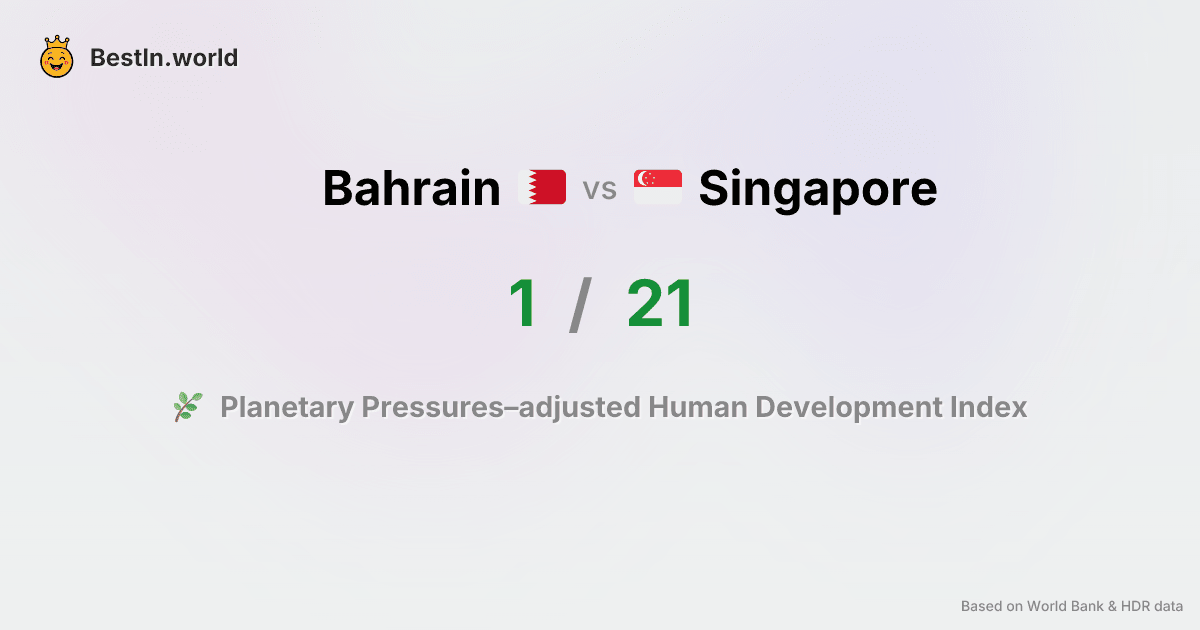 BestIn.world
Bahrain vs Singapore
1 / 21
Planetary Pressures–adjusted Human Development Index
Based on World Bank & HDR data